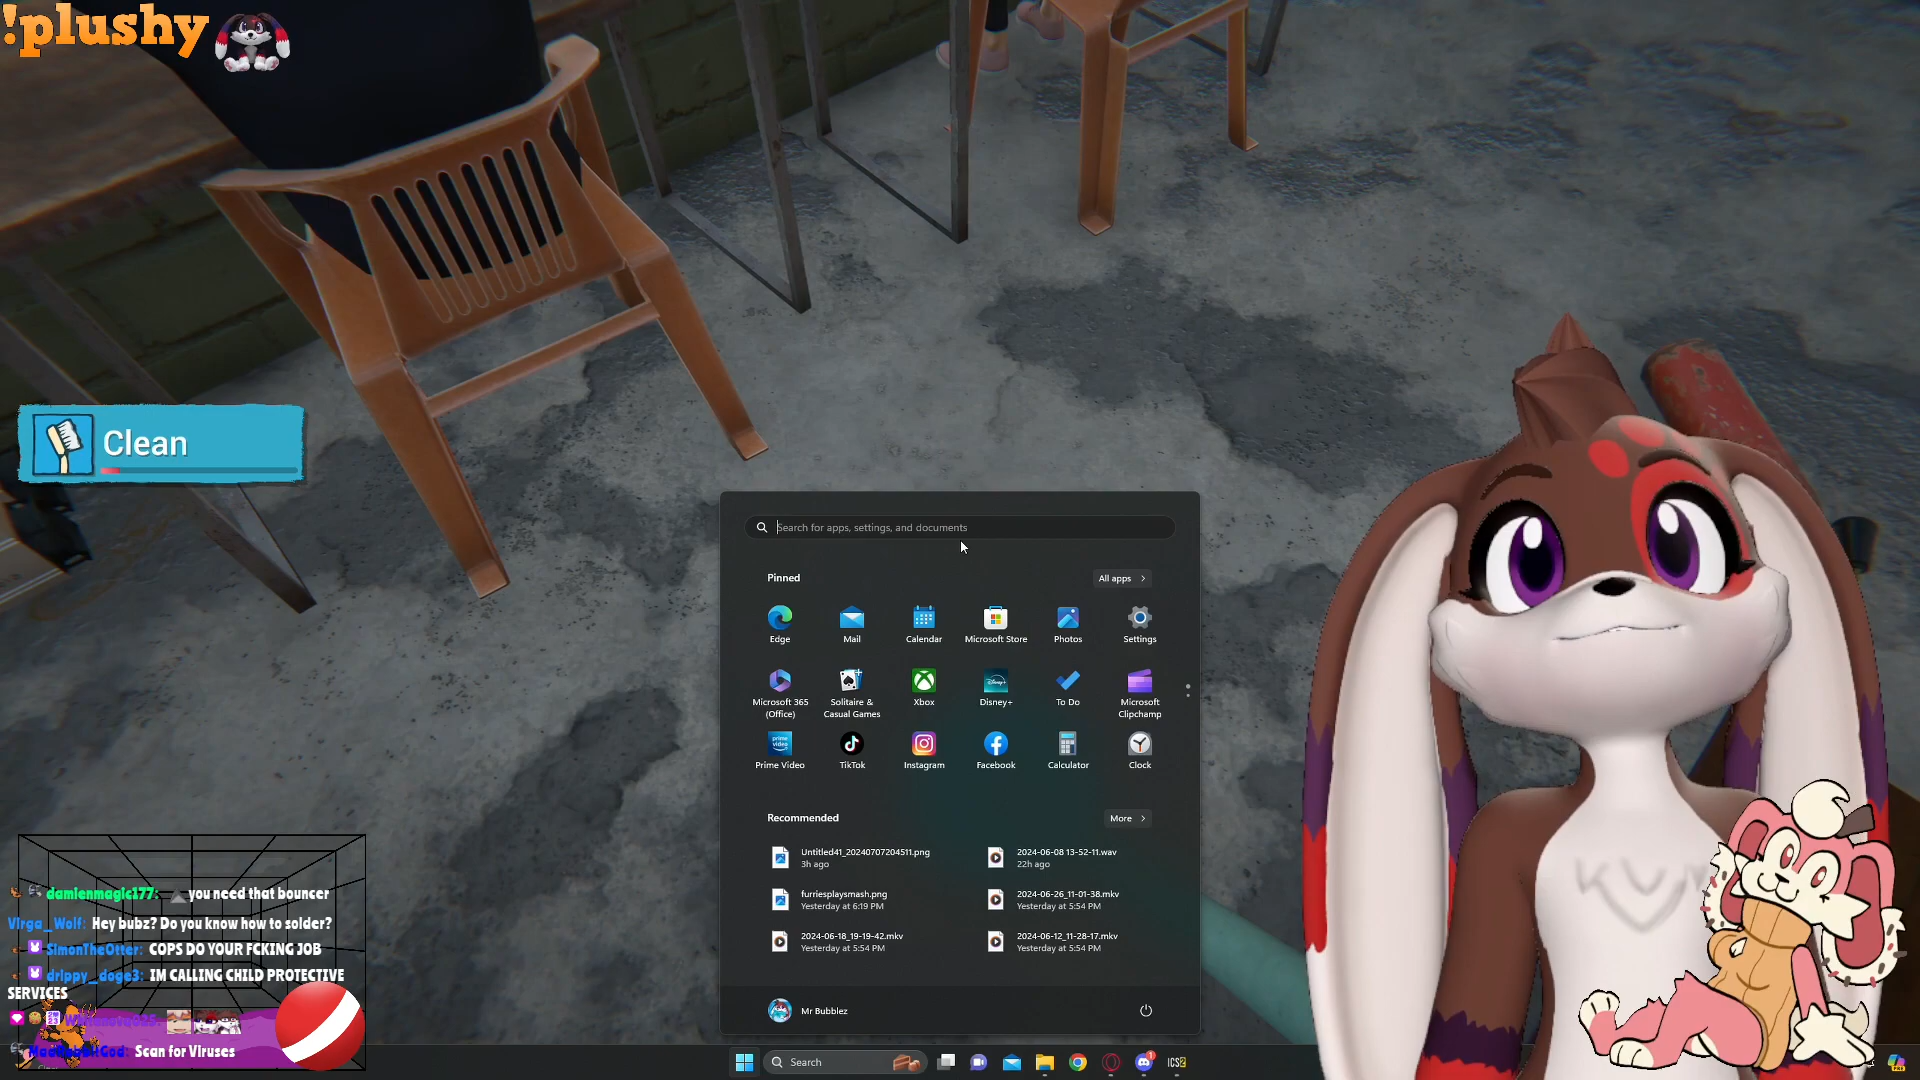 !plushy
Clean
Search for apps, settings, and documents
Pinned
All apps
Edge
Mail
Calendar
Microsoft Store
Photos
Settings
Microsoft 365
(Office)
Solitaire &
Casual Games
Xbox
Disney+
To Do
Microsoft
Clipchamp
prime
video
Prime Video
TikTok
Instagram
Facebook
Calculator
Clock
Recommended
More
Untitled41_20240707204511.png
3h ago
2024-06-08 13-52-11.wav
22h ago
furriesplaysmash.png
Yesterday at 6:19 PM
2024-06-26_11-01-38.mkv
Yesterday at 5:54 PM
2024-06-18_19-19-42.mkv
Yesterday at 5:54 PM
2024-06-12_11-28-17.mkv
Yesterday at 5:54 PM
Mr Bubblez
damienmagic177: you need that bouncer
Virga_Wolf: Hey bubz? Do you know how to solder?
SimonTheOtter: COPS DO YOUR FCKING JOB
drippy_doge3: IM CALLING CHILD PROTECTIVE
SERVICES
Scan for Viruses
Search
1